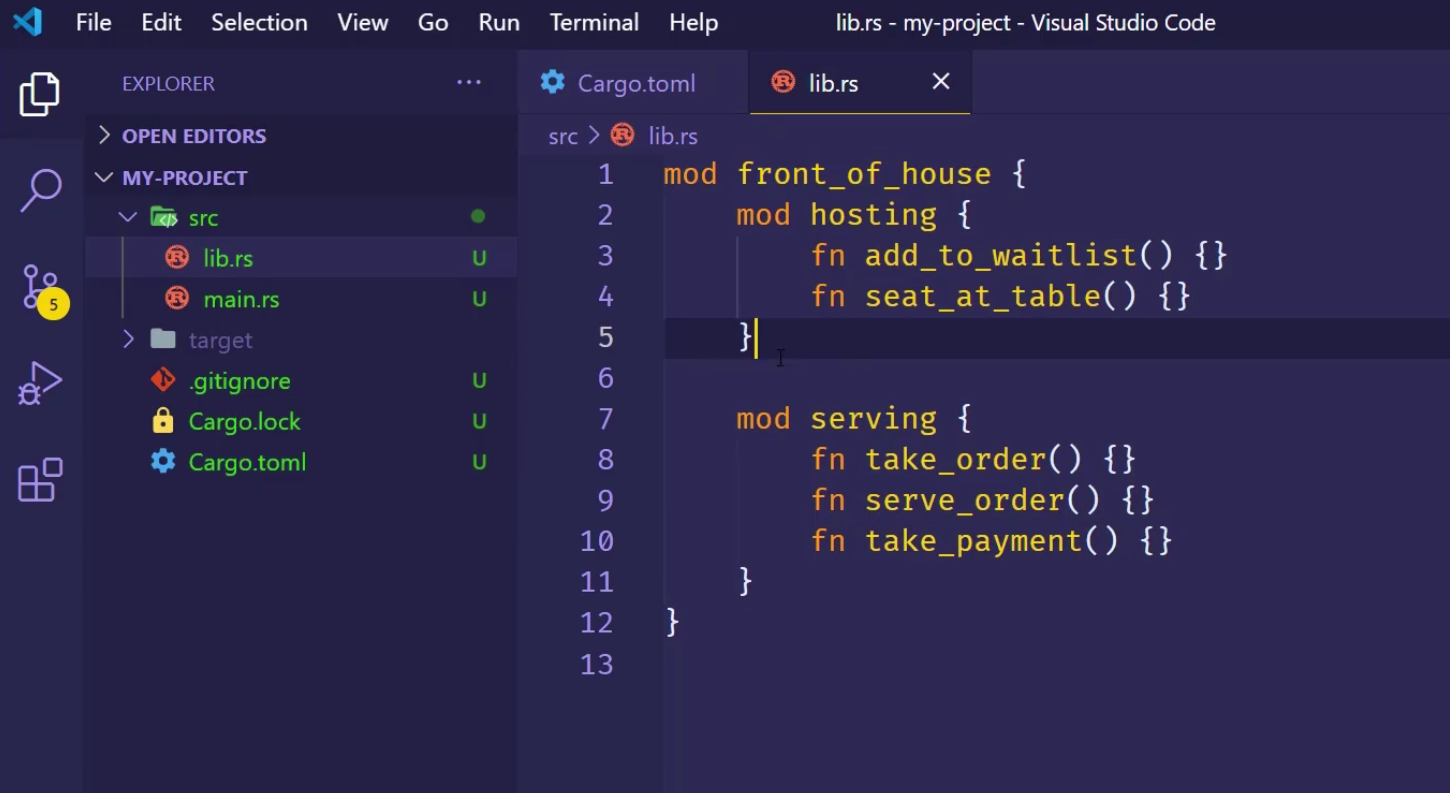 File Edit Selection View Go Run Terminal Help lib.rs - my-project - Visual Studio Code
EXPLORER ···
OPEN EDITORS
MY-PROJECT
src
lib.rs U
main.rs U
target
.gitignore U
Cargo.lock U
Cargo.toml U
5
Cargo.toml lib.rs
src > lib.rs
1 mod front_of_house {
2     mod hosting {
3         fn add_to_waitlist() {}
4         fn seat_at_table() {}
5     }
6
7     mod serving {
8         fn take_order() {}
9         fn serve_order() {}
10         fn take_payment() {}
11     }
12 }
13